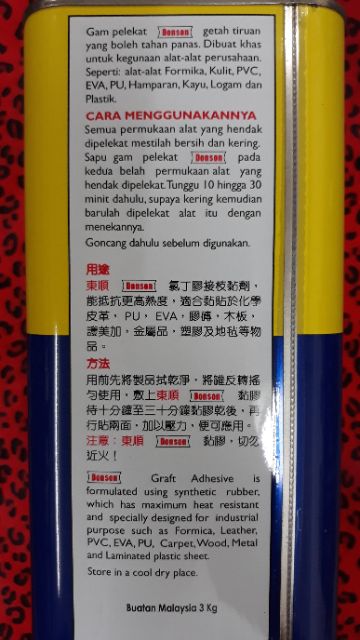 Gam pelekat Donson getah tiruan
yang boleh tahan panas. Dibuat khas
untuk kegunaan alat-alat perusahaan.
Seperti: alat-alat Formika, Kulit, PVC,
EVA, PU, Hamparan, Kayu, Logam dan
Plastik.
CARA MENGGUNAKANNYA
Semua permukaan alat yang hendak
dipelekat mestilah bersih dan kering.
Sapu gam pelekat Donson pada
kedua belah permukaan alat yang
hendak dipelekat. Tunggu 10 hingga 30
minit dahulu, supaya kering kemudian
barulah dipelekat alat itu dengan
menekannya.
Goncang dahulu sebelum digunakan.
用途
東順 Donson 氯丁膠接枝黏劑，
能抵抗更高熱度，適合黏貼於化學
皮革， PU， EVA，膠磚，木板，
護美加，金屬品，塑膠及地毡等物
品。
方法
用前先將製品拭乾淨，將罐反轉搖
勻使用，敷上東順 Donson 黏膠
待十分鐘至三十分鐘黏膠乾後，再
行貼兩面，加以壓力，便可應用。
注意：東順 Donson 黏膠，切勿
近火！
Donson Graft Adhesive is
formulated using synthetic rubber,
which has maximum heat resistant
and specially designed for industrial
purpose such as Formica, Leather,
PVC, EVA, PU, Carpet, Wood, Metal
and Laminated plastic sheet.
Store in a cool dry place.
Buatan Malaysia 3 Kg